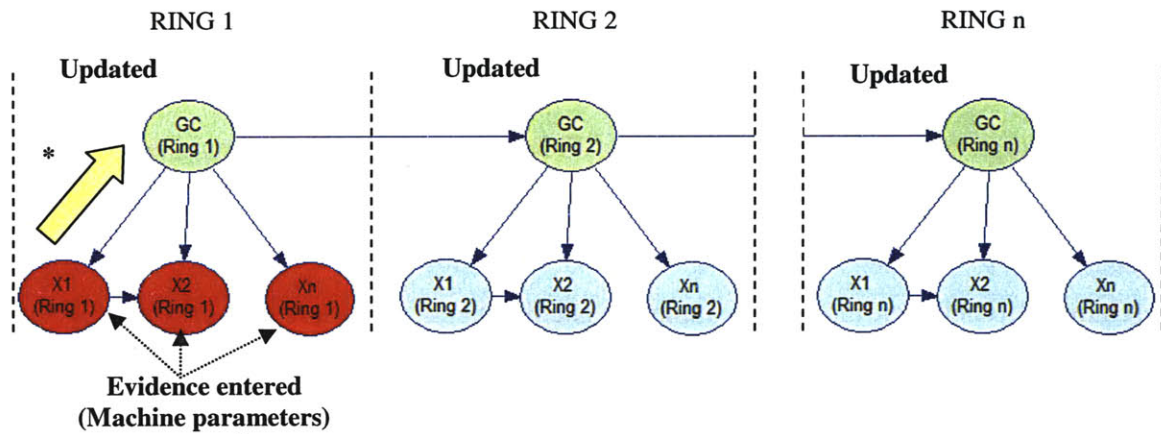 RING 1
RING 2
RING n
Updated
Updated
Updated
*
GC
(Ring 1)
GC
(Ring 2)
GC
(Ring n)
X1
(Ring 1)
X2
(Ring 1)
Xn
(Ring 1)
X1
(Ring 2)
X2
(Ring 2)
Xn
(Ring 2)
X1
(Ring n)
X2
(Ring n)
Xn
(Ring n)
Evidence entered
(Machine parameters)